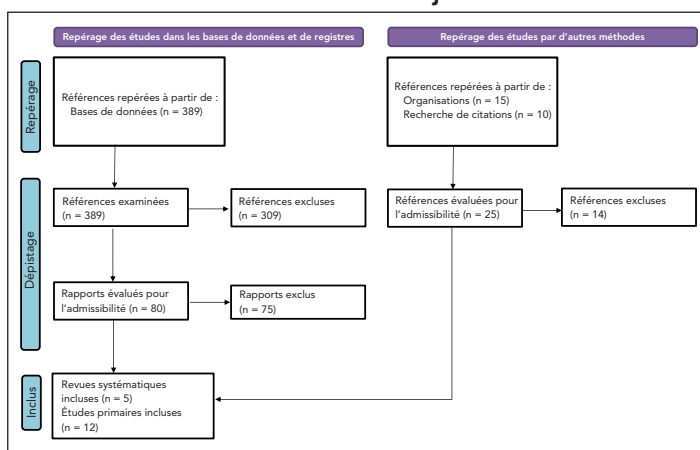 Repérage des études dans les bases de données et de registres
Repérage des études par d'autres méthodes
Repérage
Références repérées à partir de :
Bases de données (n = 389)
Références repérées à partir de :
Organisations (n = 15)
Recherche de citations (n = 10)
Dépistage
Références examinées
(n = 389)
Références exclues
(n = 309)
Références évaluées pour
l'admissibilité (n = 25)
Références exclues
(n = 14)
Rapports évalués pour
l'admissibilité (n = 80)
Rapports exclus
(n = 75)
Inclus
Revues systématiques
incluses (n = 5)
Études primaires incluses
(n = 12)